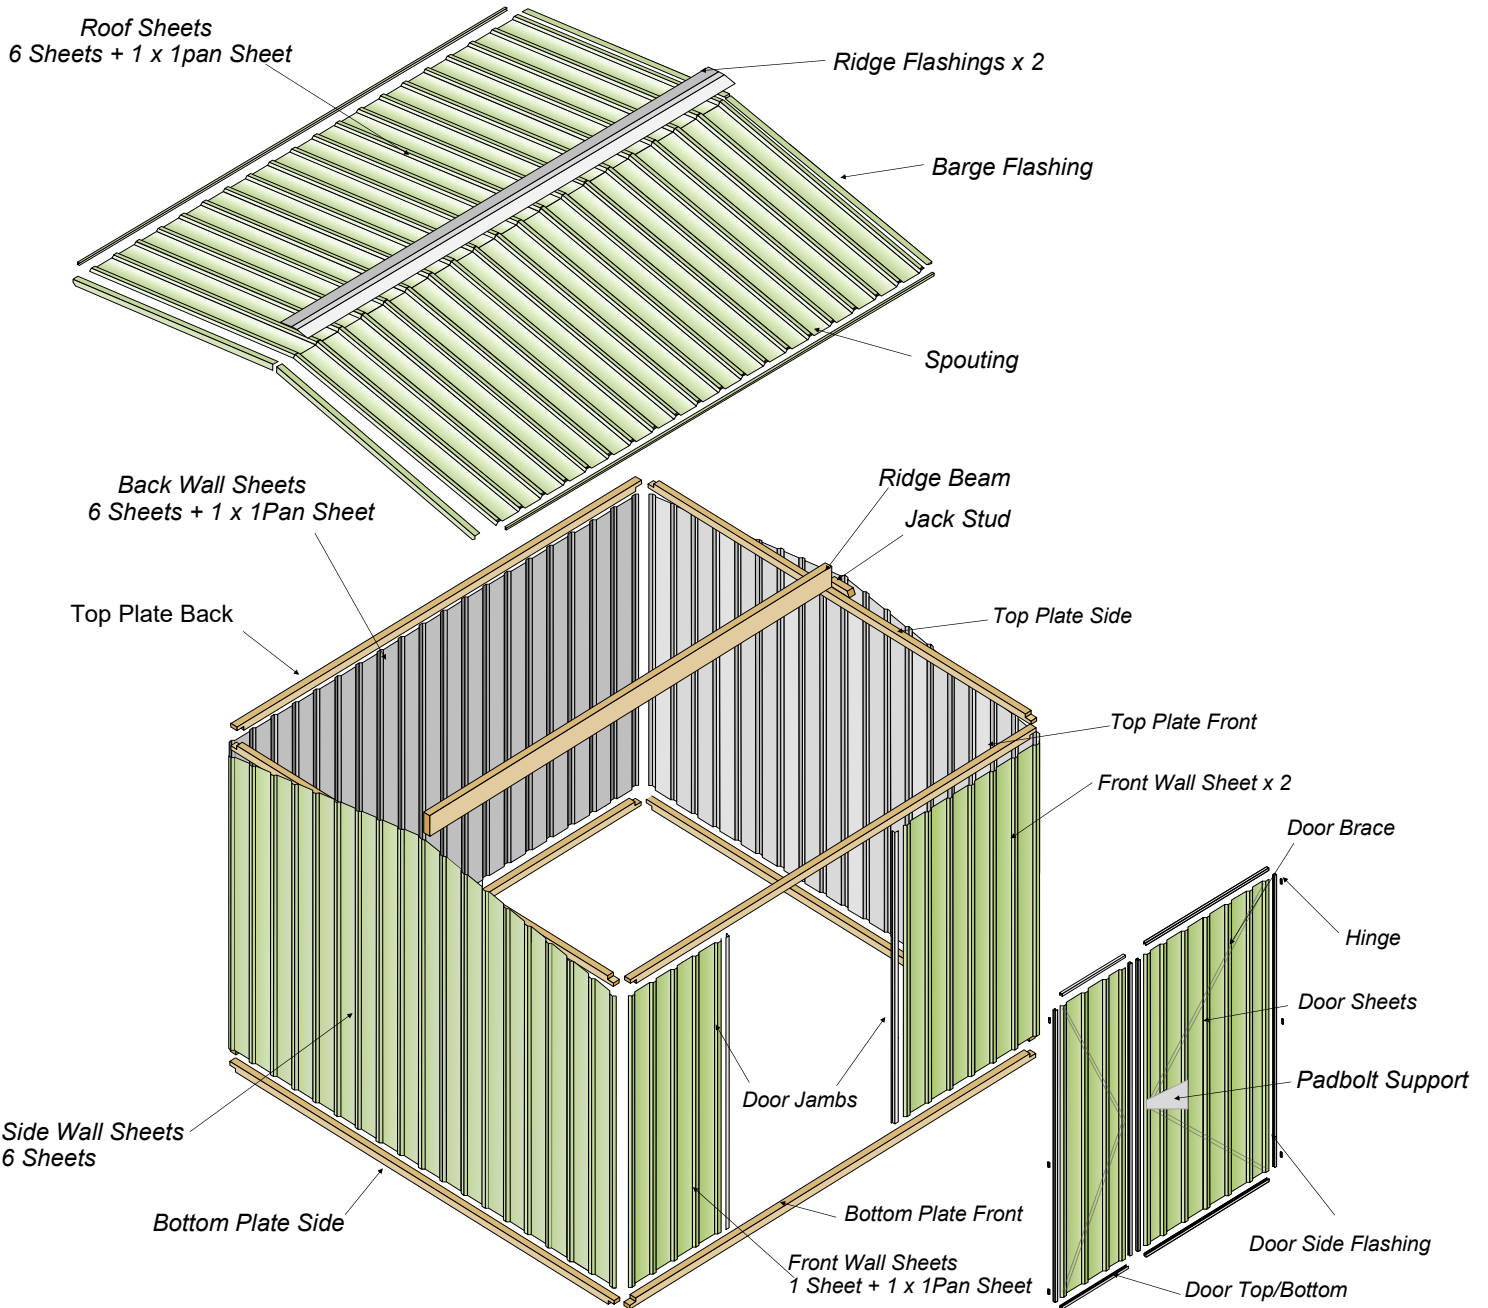 Roof Sheets
6 Sheets + 1 x 1pan Sheet
Ridge Flashings x 2
Barge Flashing
Spouting
Back Wall Sheets
6 Sheets + 1 x 1Pan Sheet
Ridge Beam
Jack Stud
Top Plate Back
Top Plate Side
Top Plate Front
Front Wall Sheet x 2
Door Brace
Hinge
Door Sheets
Padbolt Support
Door Jambs
Side Wall Sheets
6 Sheets
Bottom Plate Side
Bottom Plate Front
Door Side Flashing
Front Wall Sheets
1 Sheet + 1 x 1Pan Sheet
Door Top/Bottom